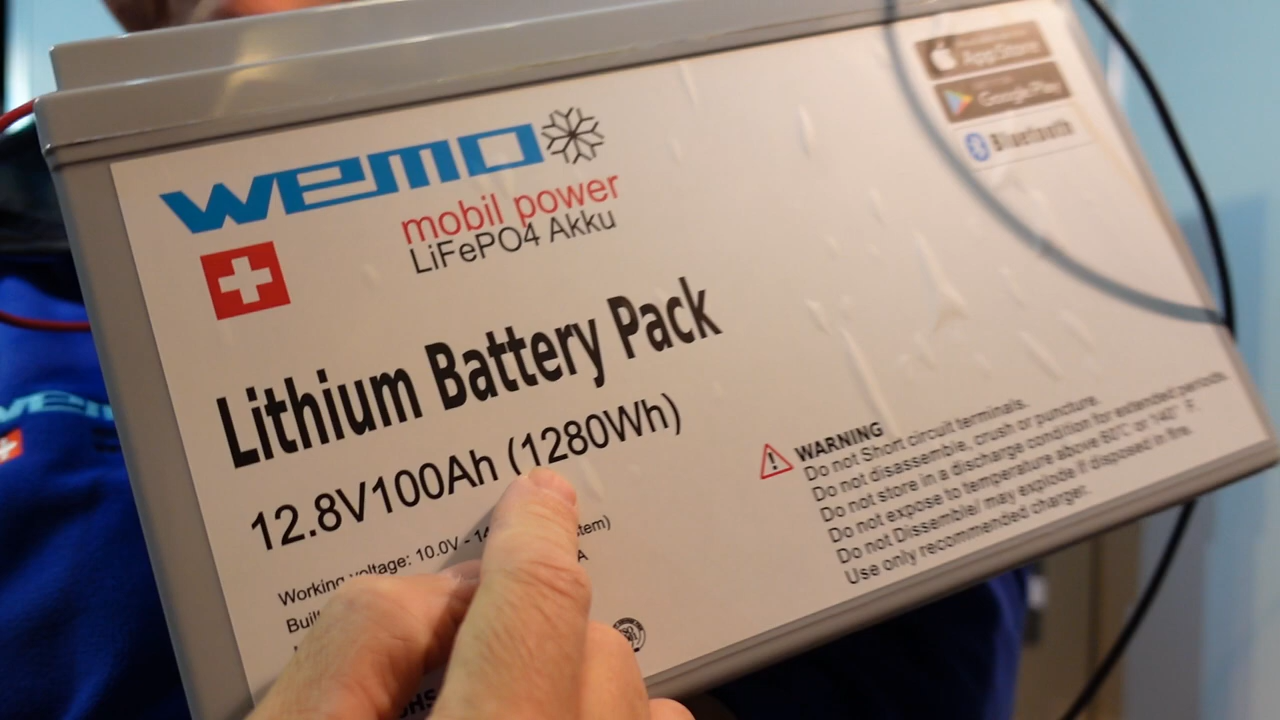 WEMO
mobil power
LiFePO4 Akku
Lithium Battery Pack
12.8V100Ah (1280Wh)
Working voltage: 10.0V - 14
tem)
Buil
A
App Store
Google Play
Bluetooth
WARNING
Do not Short circuit terminals.
Do not disassemble, crush or puncture.
Do not store in a discharge condition for extended periods
Do not expose to temperature above 60°C or 140° F.
Do not Dissemble/ may explode if disposed in fire.
Use only recommended charger.